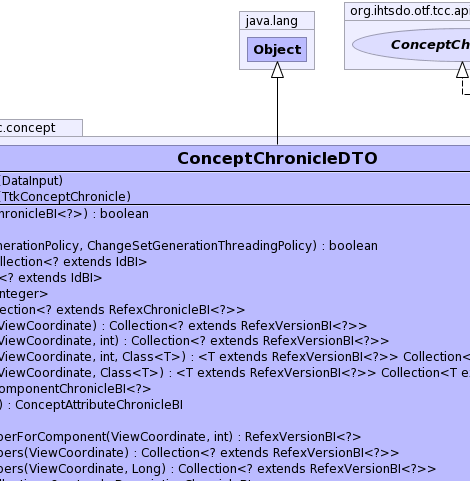 java.lang
Object
org.ihtsdo.otf.tcc.ap
ConceptCh
c.concept
ConceptChronicleDTO
(DataInput)
(TtkConceptChronicle)
hronicleBI<?>) : boolean
nerationPolicy, ChangeSetGenerationThreadingPolicy) : boolean
llection<? extends IdBI>
<? extends IdBI>
nteger>
ection<? extends RefexChronicleBI<?>>
ViewCoordinate) : Collection<? extends RefexVersionBI<?>>
ViewCoordinate, int) : Collection<? extends RefexVersionBI<?>>
ViewCoordinate, int, Class<T>) : <T extends RefexVersionBI<?>> Collection<
ViewCoordinate, Class<T>) : <T extends RefexVersionBI<?>> Collection<T e
omponentChronicleBI<?>
) : ConceptAttributeChronicleBI
berForComponent(ViewCoordinate, int) : RefexVersionBI<?>
bers(ViewCoordinate) : Collection<? extends RefexVersionBI<?>>
bers(ViewCoordinate, Long) : Collection<? extends RefexVersionBI<?>>